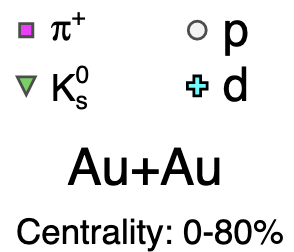 π⁺ p
K⁰ₛ d
Au+Au
Centrality: 0-80%